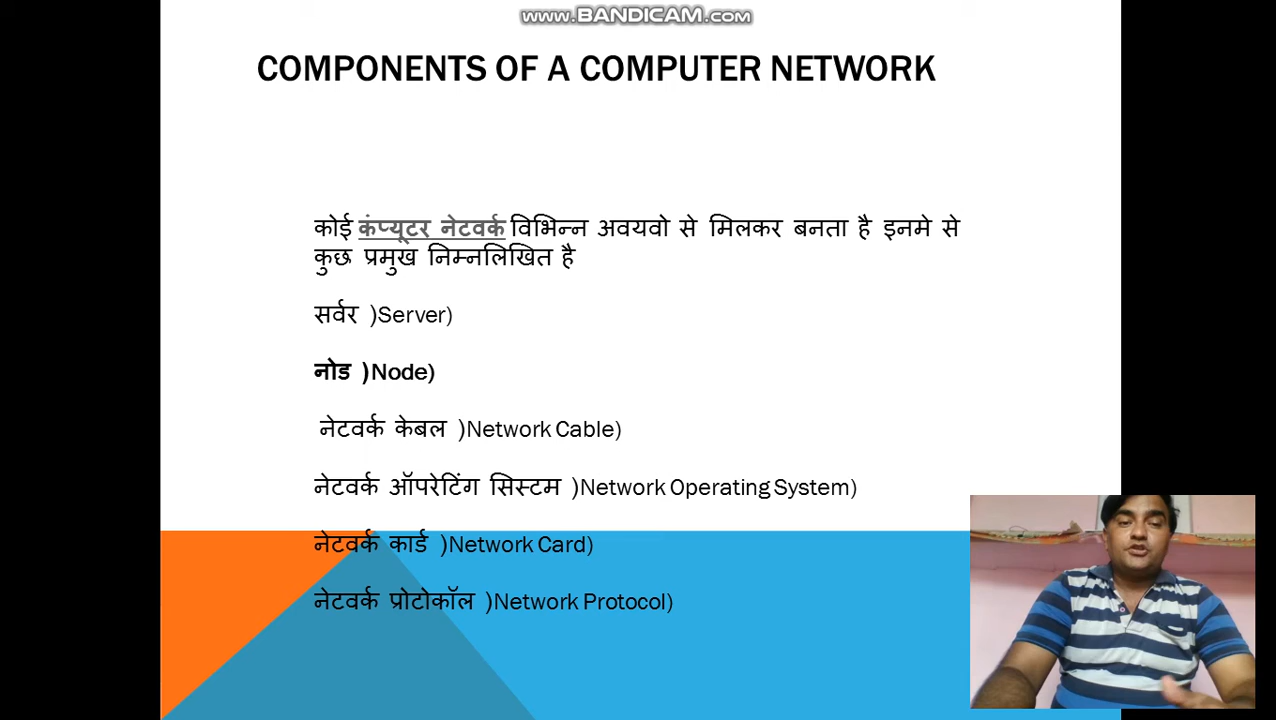 www.BANDICAM.com
COMPONENTS OF A COMPUTER NETWORK
कोई कंप्यूटर नेटवर्क विभिन्न अवयवो से मिलकर बनता है इनमे से
कुछ प्रमुख निम्नलिखित है
सर्वर )Server)
नोड )Node)
नेटवर्क केबल )Network Cable)
नेटवर्क ऑपरेटिंग सिस्टम )Network Operating System)
नेटवर्क कार्ड )Network Card)
नेटवर्क प्रोटोकॉल )Network Protocol)